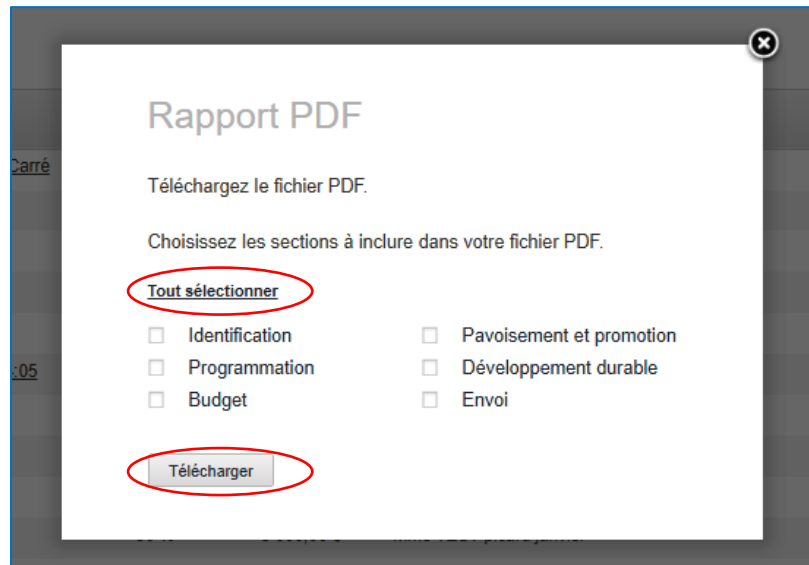 Rapport PDF
Carré
Téléchargez le fichier PDF.
Choisissez les sections à inclure dans votre fichier PDF.
Tout sélectionner
Identification
Pavoisement et promotion
Programmation
Développement durable
:05
Budget
Envoi
Télécharger